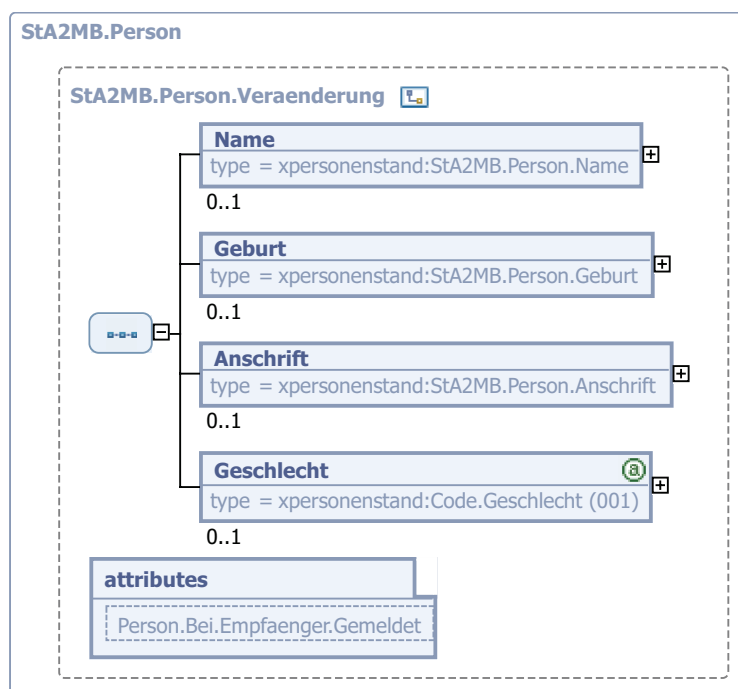 StA2MB.Person
StA2MB.Person.Veraenderung
Name
type = xpersonenstand:StA2MB.Person.Name
0..1
Geburt
type = xpersonenstand:StA2MB.Person.Geburt
0..1
Anschrift
type = xpersonenstand:StA2MB.Person.Anschrift
0..1
Geschlecht
a
type = xpersonenstand:Code.Geschlecht (001)
0..1
attributes
Person.Bei.Empfaenger.Gemeldet